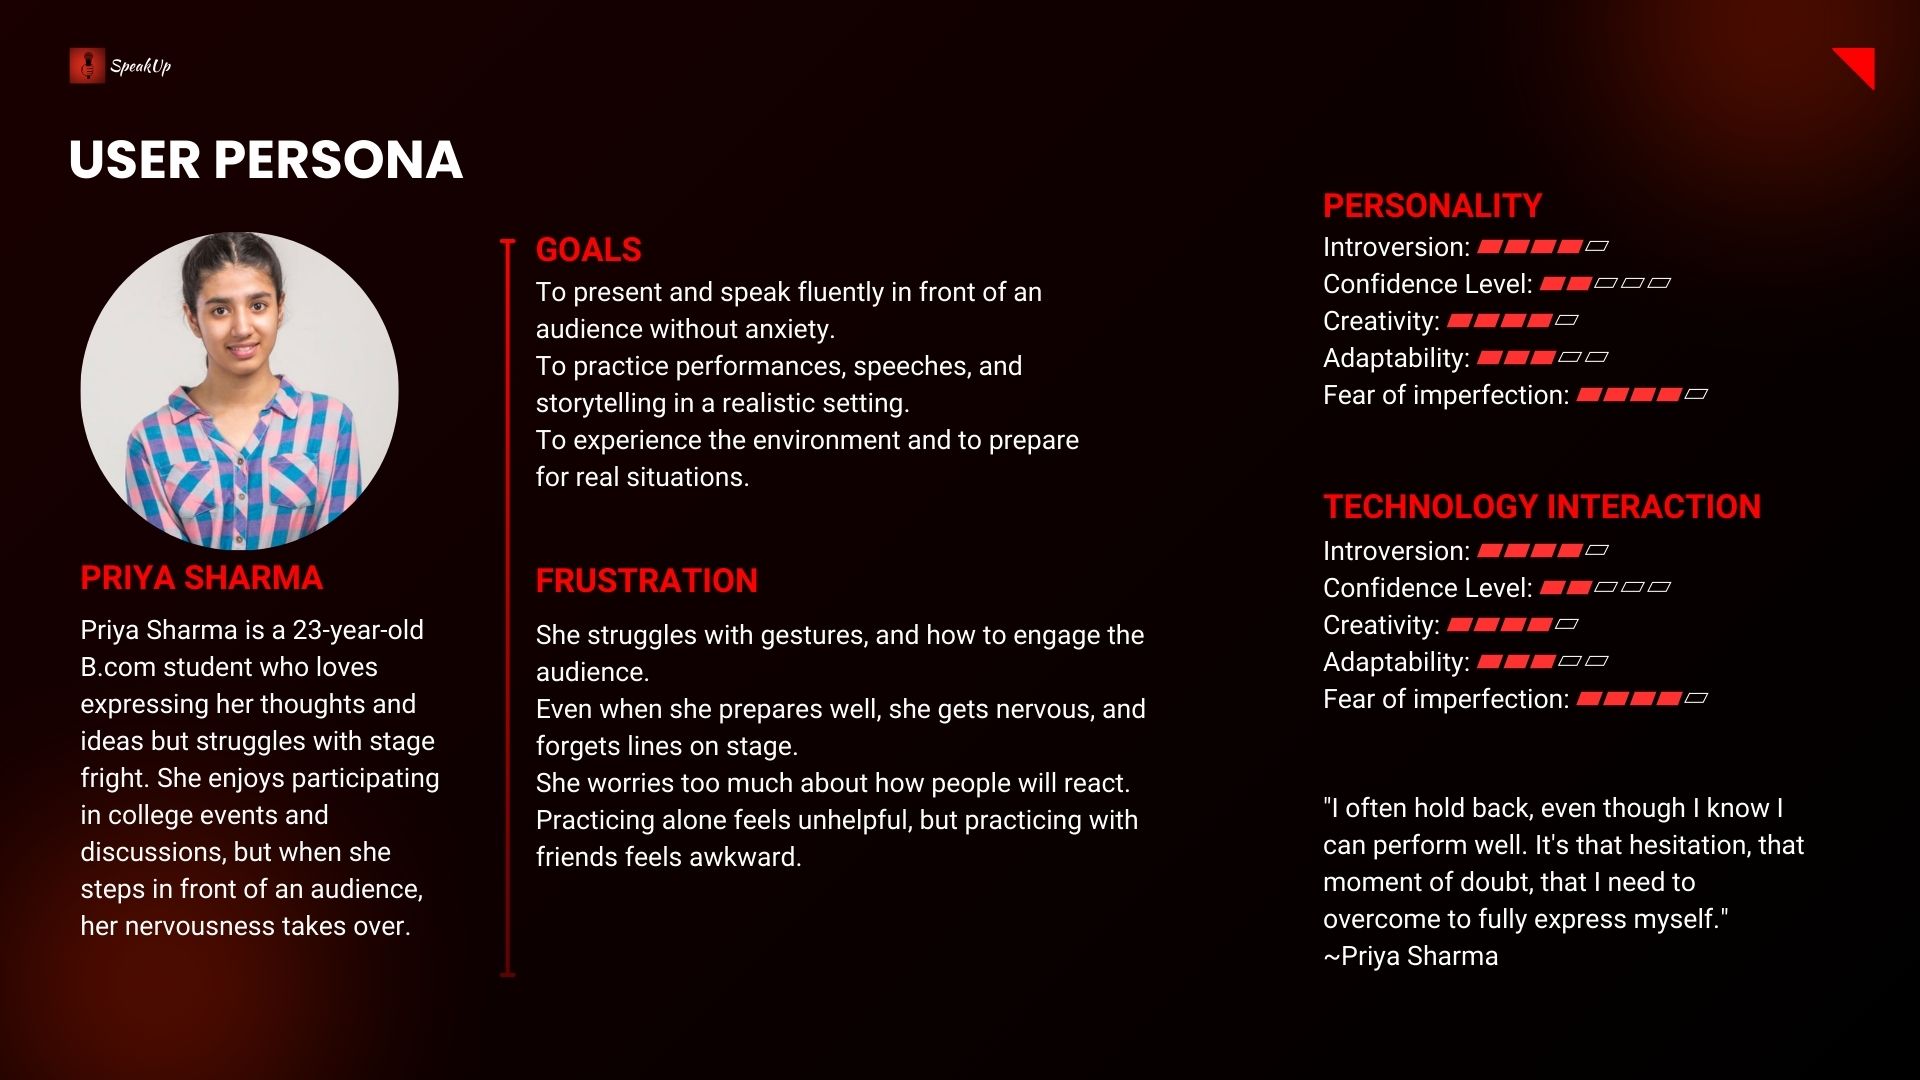 SpeakUp
USER PERSONA
PRIYA SHARMA
Priya Sharma is a 23-year-old
B.com student who loves
expressing her thoughts and
ideas but struggles with stage
fright. She enjoys participating
in college events and
discussions, but when she
steps in front of an audience,
her nervousness takes over.
GOALS
To present and speak fluently in front of an
audience without anxiety.
To practice performances, speeches, and
storytelling in a realistic setting.
To experience the environment and to prepare
for real situations.
FRUSTRATION
She struggles with gestures, and how to engage the
audience.
Even when she prepares well, she gets nervous, and
forgets lines on stage.
She worries too much about how people will react.
Practicing alone feels unhelpful, but practicing with
friends feels awkward.
PERSONALITY
Introversion:
Confidence Level:
Creativity:
Adaptability:
Fear of imperfection:
TECHNOLOGY INTERACTION
Introversion:
Confidence Level:
Creativity:
Adaptability:
Fear of imperfection:
"I often hold back, even though I know I
can perform well. It's that hesitation, that
moment of doubt, that I need to
overcome to fully express myself."
~Priya Sharma